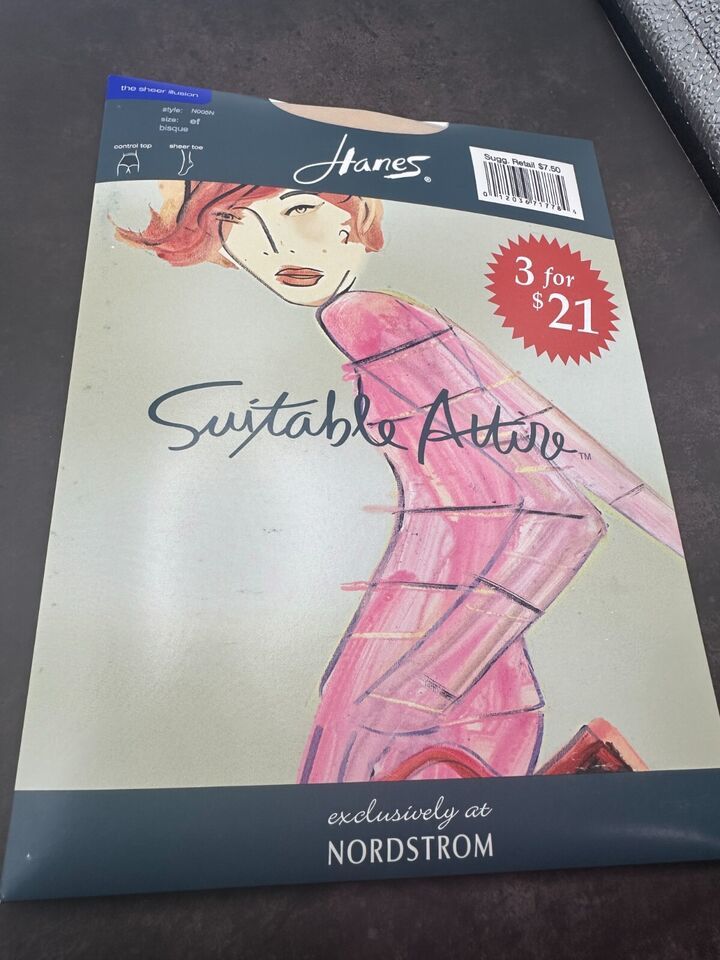 the sheer illusion
style: N006N
size: ef
bisque
control top sheer toe
Hanes®
Sugg. Retail $7.50
3 for
$21
Suitable Attire™
exclusively at
NORDSTROM